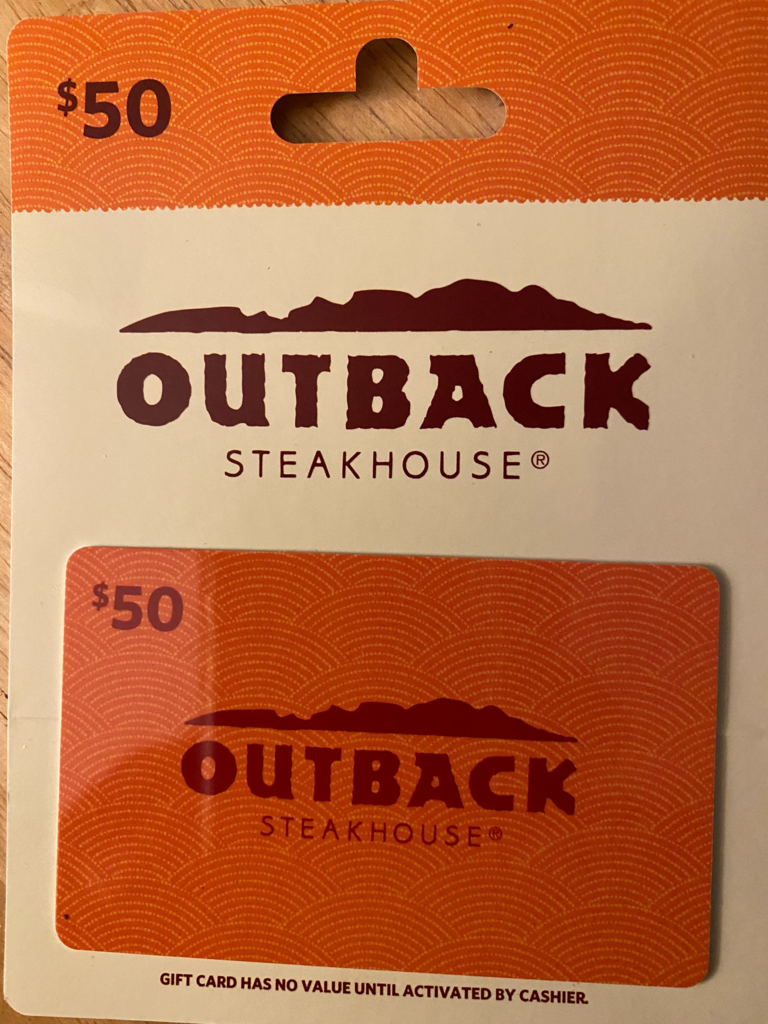 $50
OUTBACK
STEAKHOUSE®
$50
OUTBACK
STEAKHOUSE®
GIFT CARD HAS NO VALUE UNTIL ACTIVATED BY CASHIER.